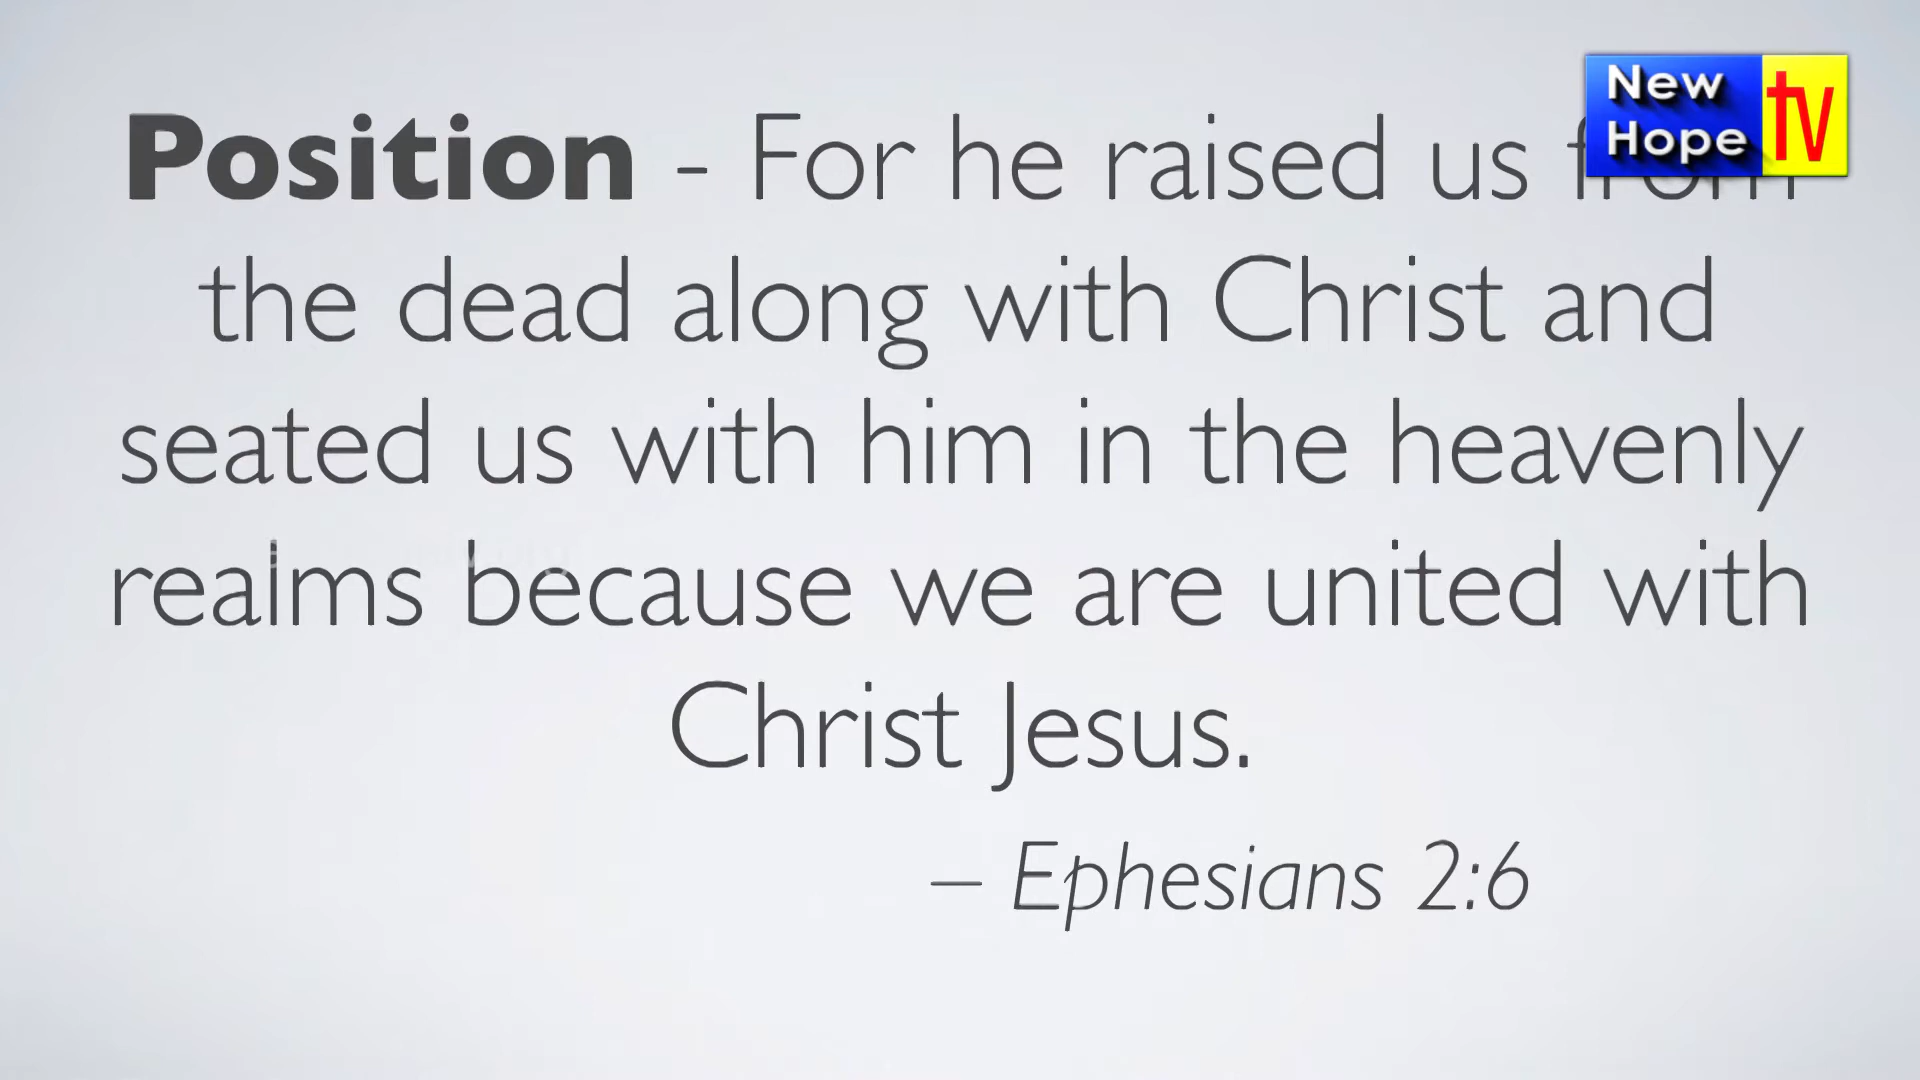 Position - For he raised us from
the dead along with Christ and
seated us with him in the heavenly
realms because we are united with
Christ Jesus.
– Ephesians 2:6
New
Hope
tv